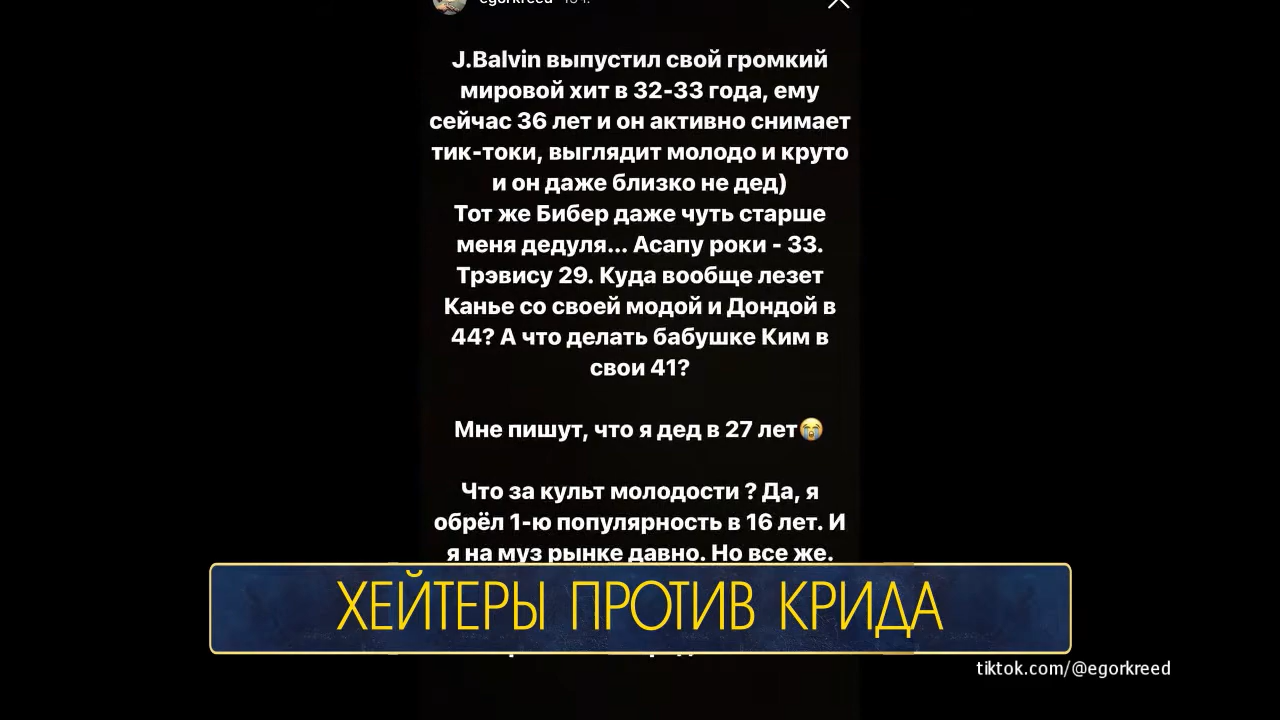 egorkreed
J.Balvin выпустил свой громкий
мировой хит в 32-33 года, ему
сейчас 36 лет и он активно снимает
тик-токи, выглядит молодо и круто
и он даже близко не дед)
Тот же Бибер даже чуть старше
меня дедуля... Асапу роки - 33.
Трэвису 29. Куда вообще лезет
Канье со своей модой и Дондой в
44? А что делать бабушке Ким в
свои 41?
Мне пишут, что я дед в 27 лет😭
Что за культ молодости ? Да, я
обрёл 1-ю популярность в 16 лет. И
я на муз рынке давно. Но все же.
ХЕЙТЕРЫ ПРОТИВ КРИДА
tiktok.com/@egorkreed